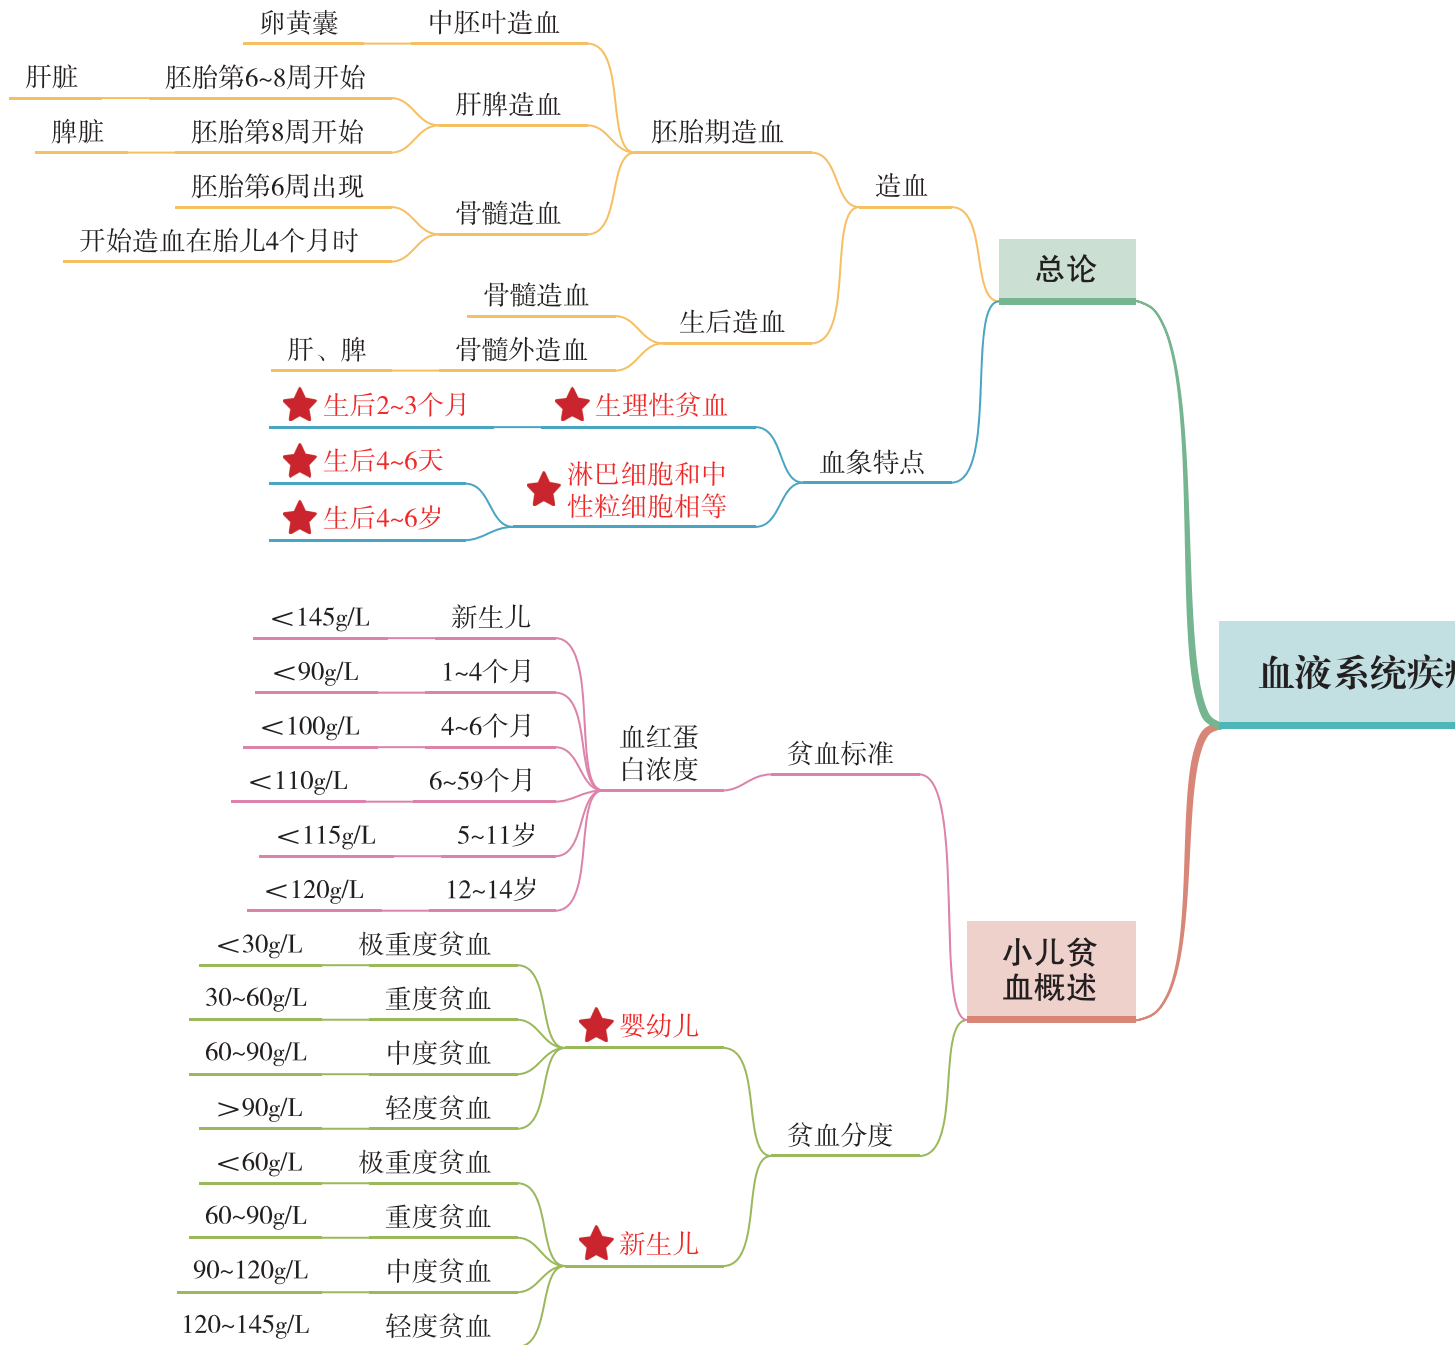 卵黄囊
中胚叶造血
肝脏
胚胎第6~8周开始
肝脾造血
脾脏
胚胎第8周开始
胚胎期造血
胚胎第6周出现
骨髓造血
开始造血在胎儿4个月时
造血
总论
骨髓造血
生后造血
肝、脾
骨髓外造血
生后2~3个月
生理性贫血
血象特点
生后4~6天
淋巴细胞和中
性粒细胞相等
生后4~6岁
<145g/L
新生儿
<90g/L
1~4个月
<100g/L
4~6个月
血红蛋
白浓度
贫血标准
<110g/L
6~59个月
<115g/L
5~11岁
<120g/L
12~14岁
血液系统疾
小儿贫
血概述
<30g/L
极重度贫血
30~60g/L
重度贫血
婴幼儿
60~90g/L
中度贫血
>90g/L
轻度贫血
贫血分度
<60g/L
极重度贫血
60~90g/L
重度贫血
新生儿
90~120g/L
中度贫血
120~145g/L
轻度贫血